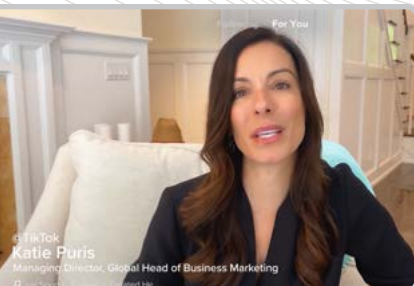 For You
@TikTok
Katie Puris
Managing Director, Global Head of Business Marketing